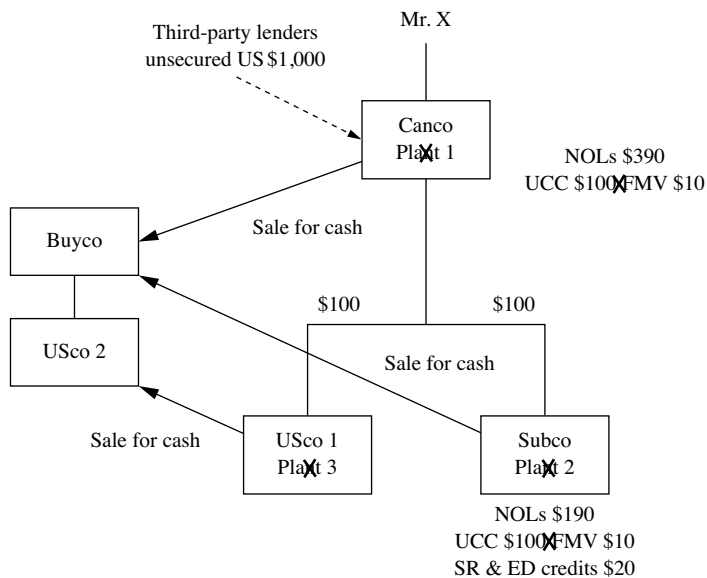 Mr. X
Third-party lenders
unsecured US $1,000
Canco
Plant 1
NOLs $390
UCC $100 FMV $10
Sale for cash
Buyco
$100
$100
USco 2
Sale for cash
Sale for cash
USco 1
Plant 3
Subco
Plant 2
NOLs $190
UCC $100 FMV $10
SR & ED credits $20